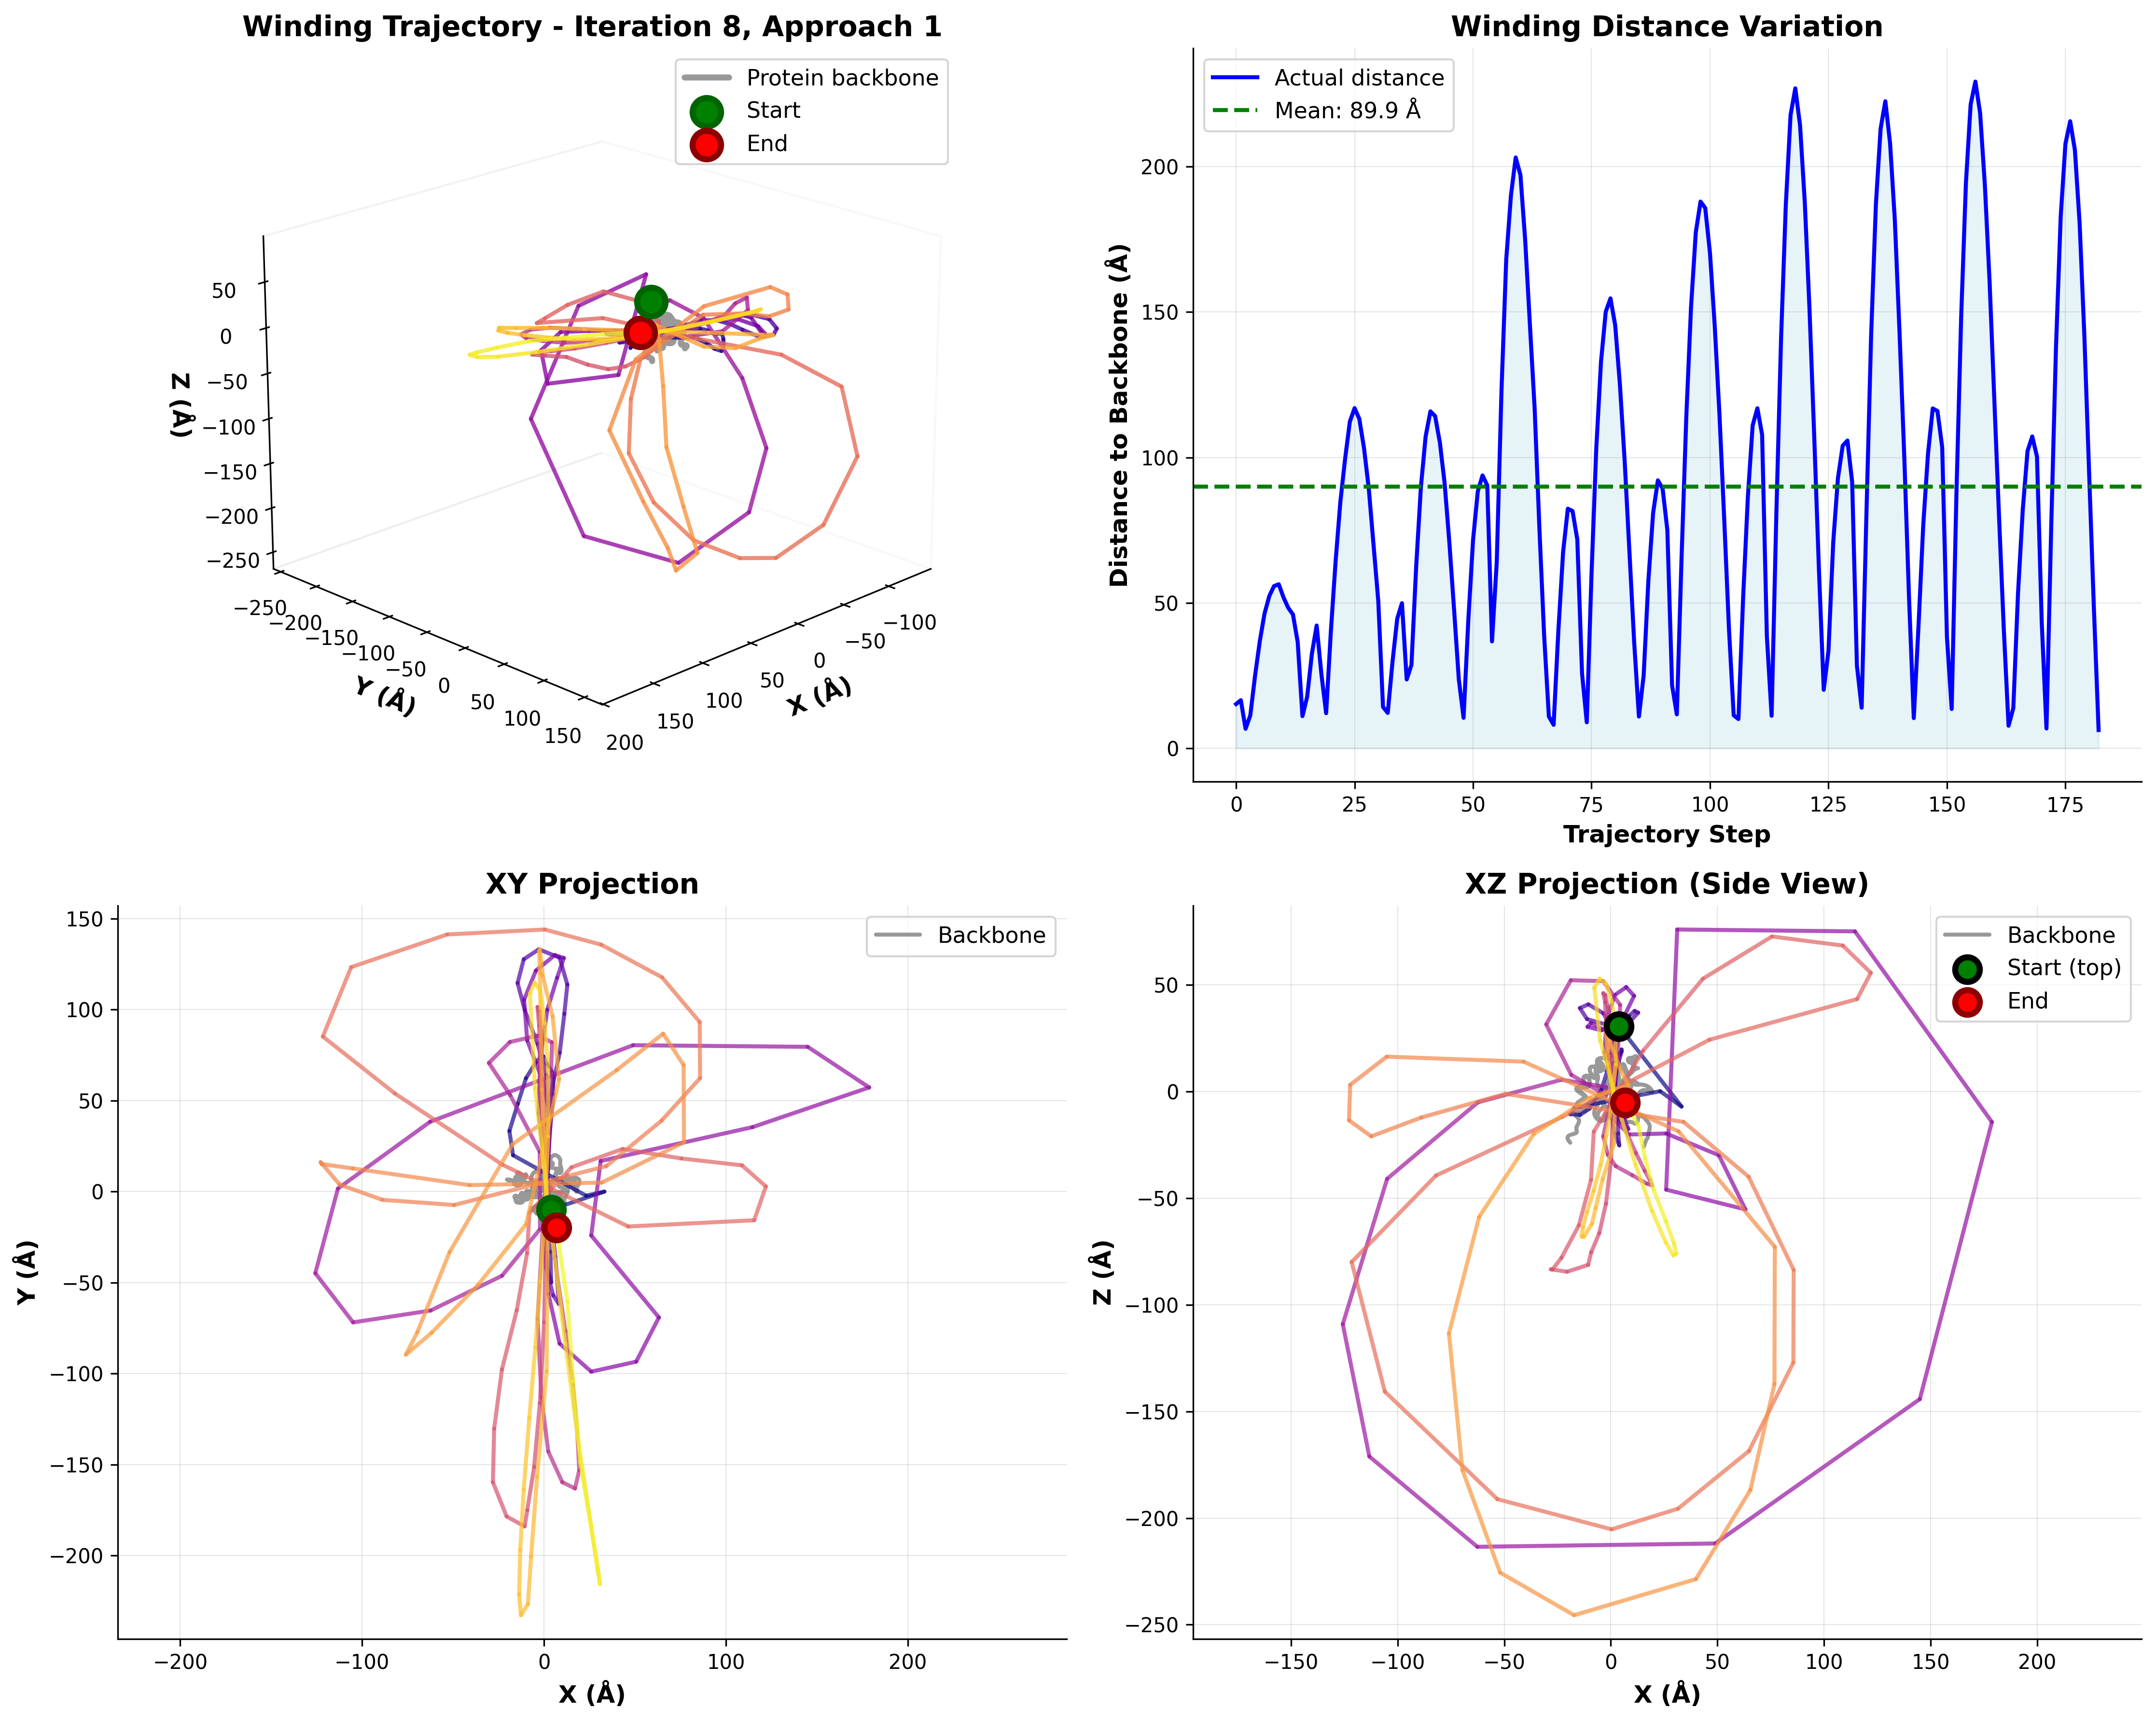 Winding Trajectory - Iteration 8, Approach 1
Protein backbone
Start
End
Z (Å)
50
0
−50
−100
−150
−200
−250
−250
−200
−150
−100
−50
0
50
100
150
Y (Å)
−100
−50
0
50
100
150
200
X (Å)
Winding Distance Variation
Actual distance
Mean: 89.9 Å
Distance to Backbone (Å)
200
150
100
50
0
0 25 50 75 100 125 150 175
Trajectory Step
XY Projection
Backbone
Y (Å)
150
100
50
0
−50
−100
−150
−200
−200 −100 0 100 200
X (Å)
XZ Projection (Side View)
Backbone
Start (top)
End
Z (Å)
50
0
−50
−100
−150
−200
−250
−150 −100 −50 0 50 100 150 200
X (Å)